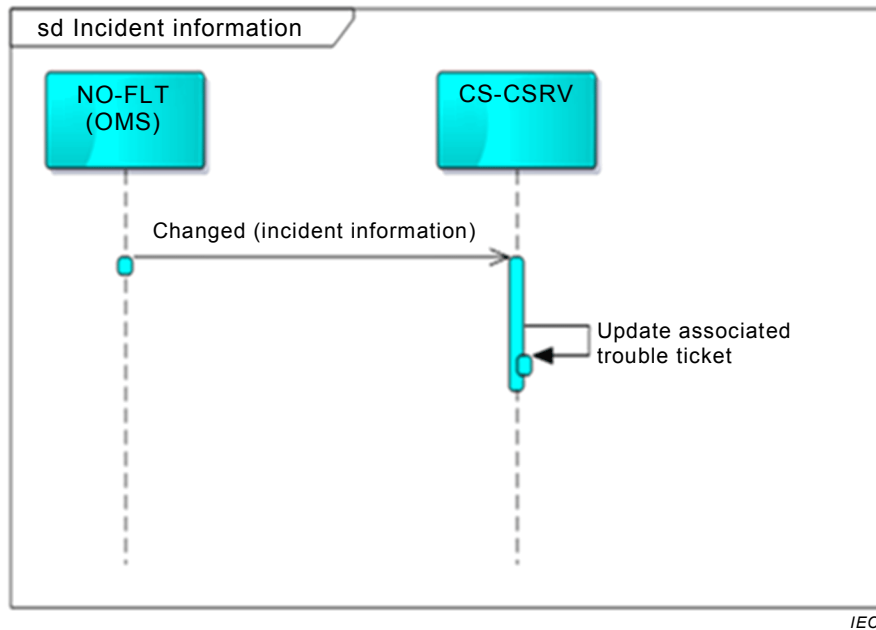 sd Incident information
NO-FLT
(OMS)
CS-CSRV
Changed (incident information)
Update associated
trouble ticket
IEC